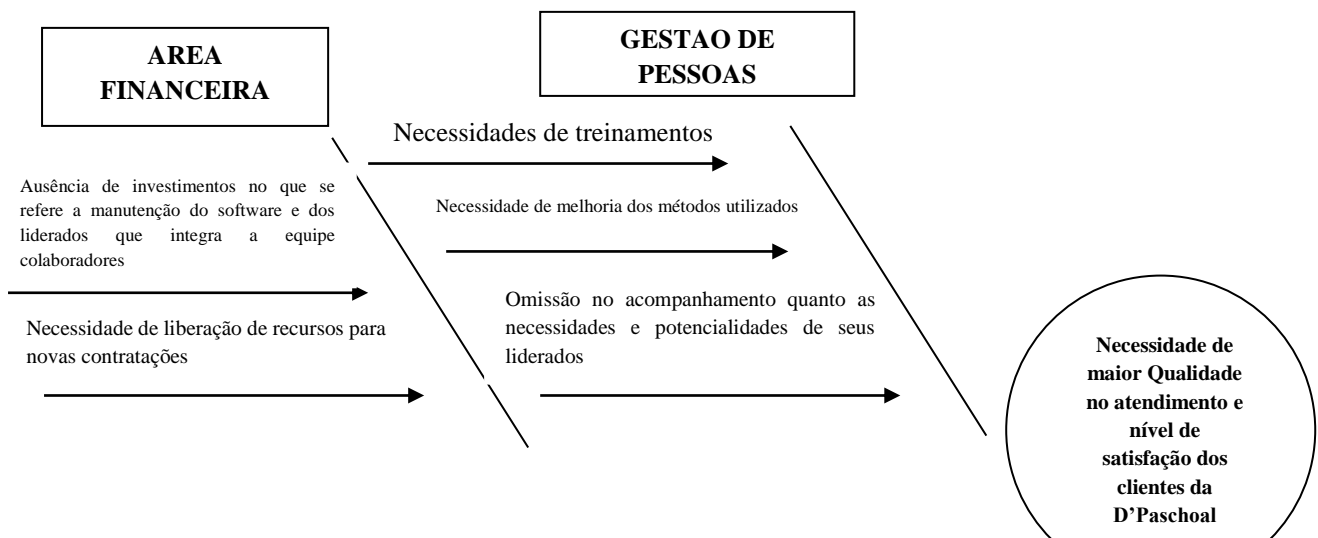 AREA
FINANCEIRA
GESTAO DE
PESSOAS
Necessidades de treinamentos
Ausência de investimentos no que se
refere a manutenção do software e dos
liderados que integra a equipe
colaboradores
Necessidade de melhoria dos métodos utilizados
Necessidade de liberação de recursos para
novas contratações
Omissão no acompanhamento quanto as
necessidades e potencialidades de seus
liderados
Necessidade de
maior Qualidade
no atendimento e
nível de
satisfação dos
clientes da
D’Paschoal